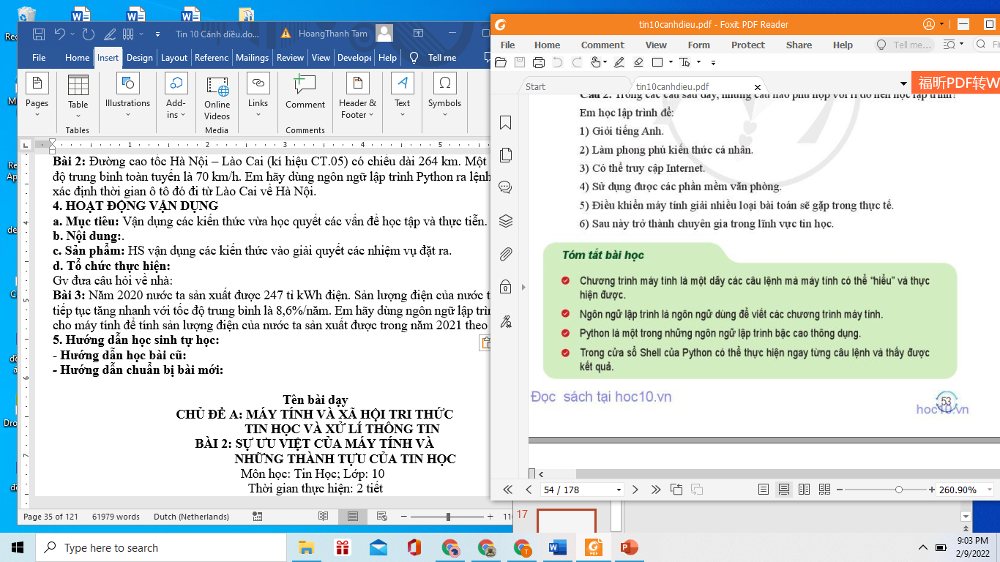 Tin 10 Cánh diều.do...
HoangThanh Tam
File Home Insert Design Layout Referenc Mailings Review View Develope Help Tell me
Pages
Table
Illustrations
Add-
ins
Online
Videos
Links
Comment
Header &
Footer
Text
Symbols
Tables
Media
Comments
1 2 3 4 5
Bài 2: Đường cao tốc Hà Nội – Lào Cai (kí hiệu CT.05) có chiều dài 264 km. Một
độ trung bình toàn tuyến là 70 km/h. Em hãy dùng ngôn ngữ lập trình Python ra lệnh
xác định thời gian ô tô đó đi từ Lào Cai về Hà Nội.
4. HOẠT ĐỘNG VẬN DỤNG
a. Mục tiêu: Vận dụng các kiến thức vừa học quyết các vấn đề học tập và thực tiễn.
b. Nội dung:.
c. Sản phẩm: HS vận dụng các kiến thức vào giải quyết các nhiệm vụ đặt ra.
d. Tổ chức thực hiện:
Gv đưa câu hỏi về nhà:
Bài 3: Năm 2020 nước ta sản xuất được 247 tỉ kWh điện. Sản lượng điện của nước t
tiếp tục tăng nhanh với tốc độ trung bình là 8,6%/năm. Em hãy dùng ngôn ngữ lập trìn
cho máy tính để tính sản lượng điện của nước ta sản xuất được trong năm 2021 theo
5. Hướng dẫn học sinh tự học:
- Hướng dẫn học bài cũ:
- Hướng dẫn chuẩn bị bài mới:
Tên bài dạy
CHỦ ĐỀ A: MÁY TÍNH VÀ XÃ HỘI TRI THỨC
TIN HỌC VÀ XỬ LÍ THÔNG TIN
BÀI 2: SỰ ƯU VIỆT CỦA MÁY TÍNH VÀ
NHỮNG THÀNH TỰU CỦA TIN HỌC
Môn học: Tin Học; Lớp: 10
Thời gian thực hiện: 2 tiết
Page 35 of 121 61979 words Dutch (Netherlands)
tin10canhdieu.pdf - Foxit PDF Reader
File Home Comment View Form Protect Share Help Tell me...
Start
tin10canhdieu.pdf
福昕PDF转W
Câu 2. Trong các câu sau đây, những câu nào phù hợp với lí do nên học lập trình?
Em học lập trình để:
1) Giỏi tiếng Anh.
2) Làm phong phú kiến thức cá nhân.
3) Có thể truy cập Internet.
4) Sử dụng được các phần mềm văn phòng.
5) Điều khiển máy tính giải nhiều loại bài toán sẽ gặp trong thực tế.
6) Sau này trở thành chuyên gia trong lĩnh vực tin học.
Tóm tắt bài học
Chương trình máy tính là một dãy các câu lệnh mà máy tính có thể “hiểu” và thực
hiện được.
Ngôn ngữ lập trình là ngôn ngữ dùng để viết các chương trình máy tính.
Python là một trong những ngôn ngữ lập trình bậc cao thông dụng.
Trong cửa sổ Shell của Python có thể thực hiện ngay từng câu lệnh và thấy được
kết quả.
Đọc sách tại hoc10.vn
53
hoc10.vn
54 / 178
260.90%
17
Type here to search
9:03 PM
2/9/2022